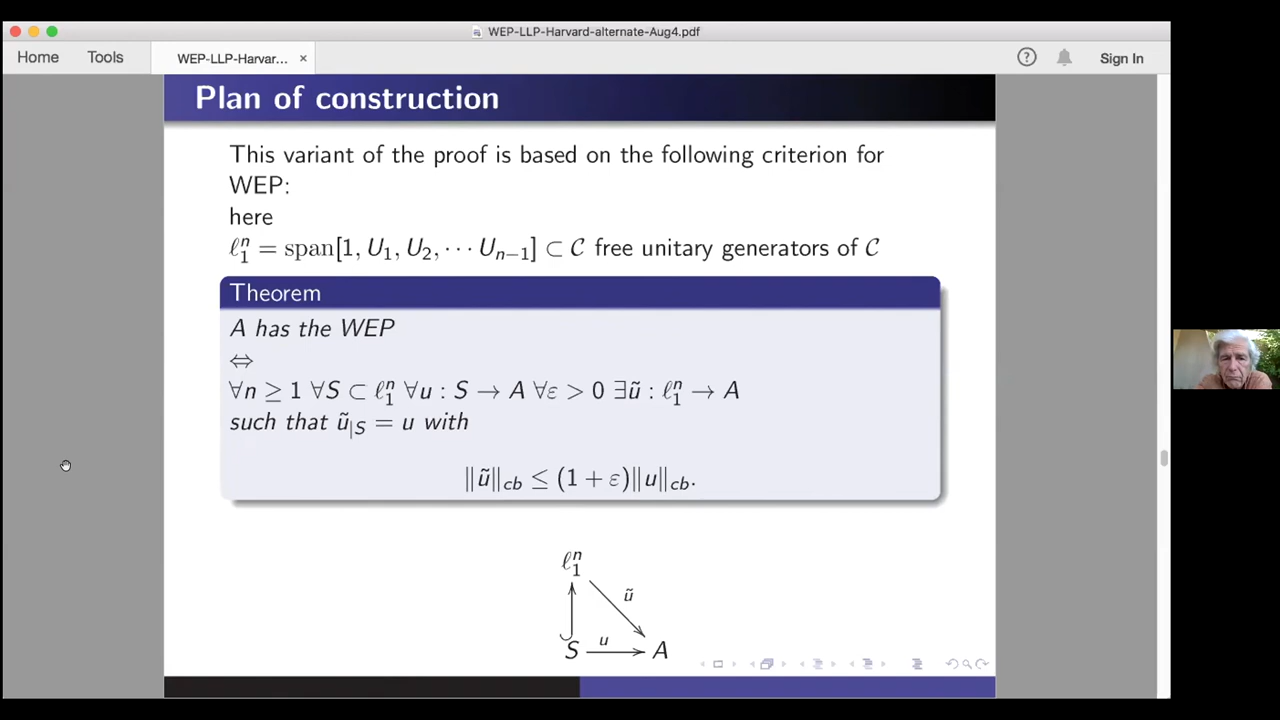 WEP-LLP-Harvard-alternate-Aug4.pdf
Home Tools WEP-LLP-Harvar... × ? Sign In
Plan of construction
This variant of the proof is based on the following criterion for
WEP:
here
ℓ₁ⁿ = span[1, U₁, U₂, ··· Uₙ₋₁] ⊂ 𝒞 free unitary generators of 𝒞
Theorem
A has the WEP
⇔
∀n ≥ 1 ∀S ⊂ ℓ₁ⁿ ∀u : S → A ∀ε > 0 ∃ũ : ℓ₁ⁿ → A
such that ũ|S = u with
‖ũ‖cb ≤ (1 + ε)‖u‖cb.
ℓ₁ⁿ
ũ
u
S A